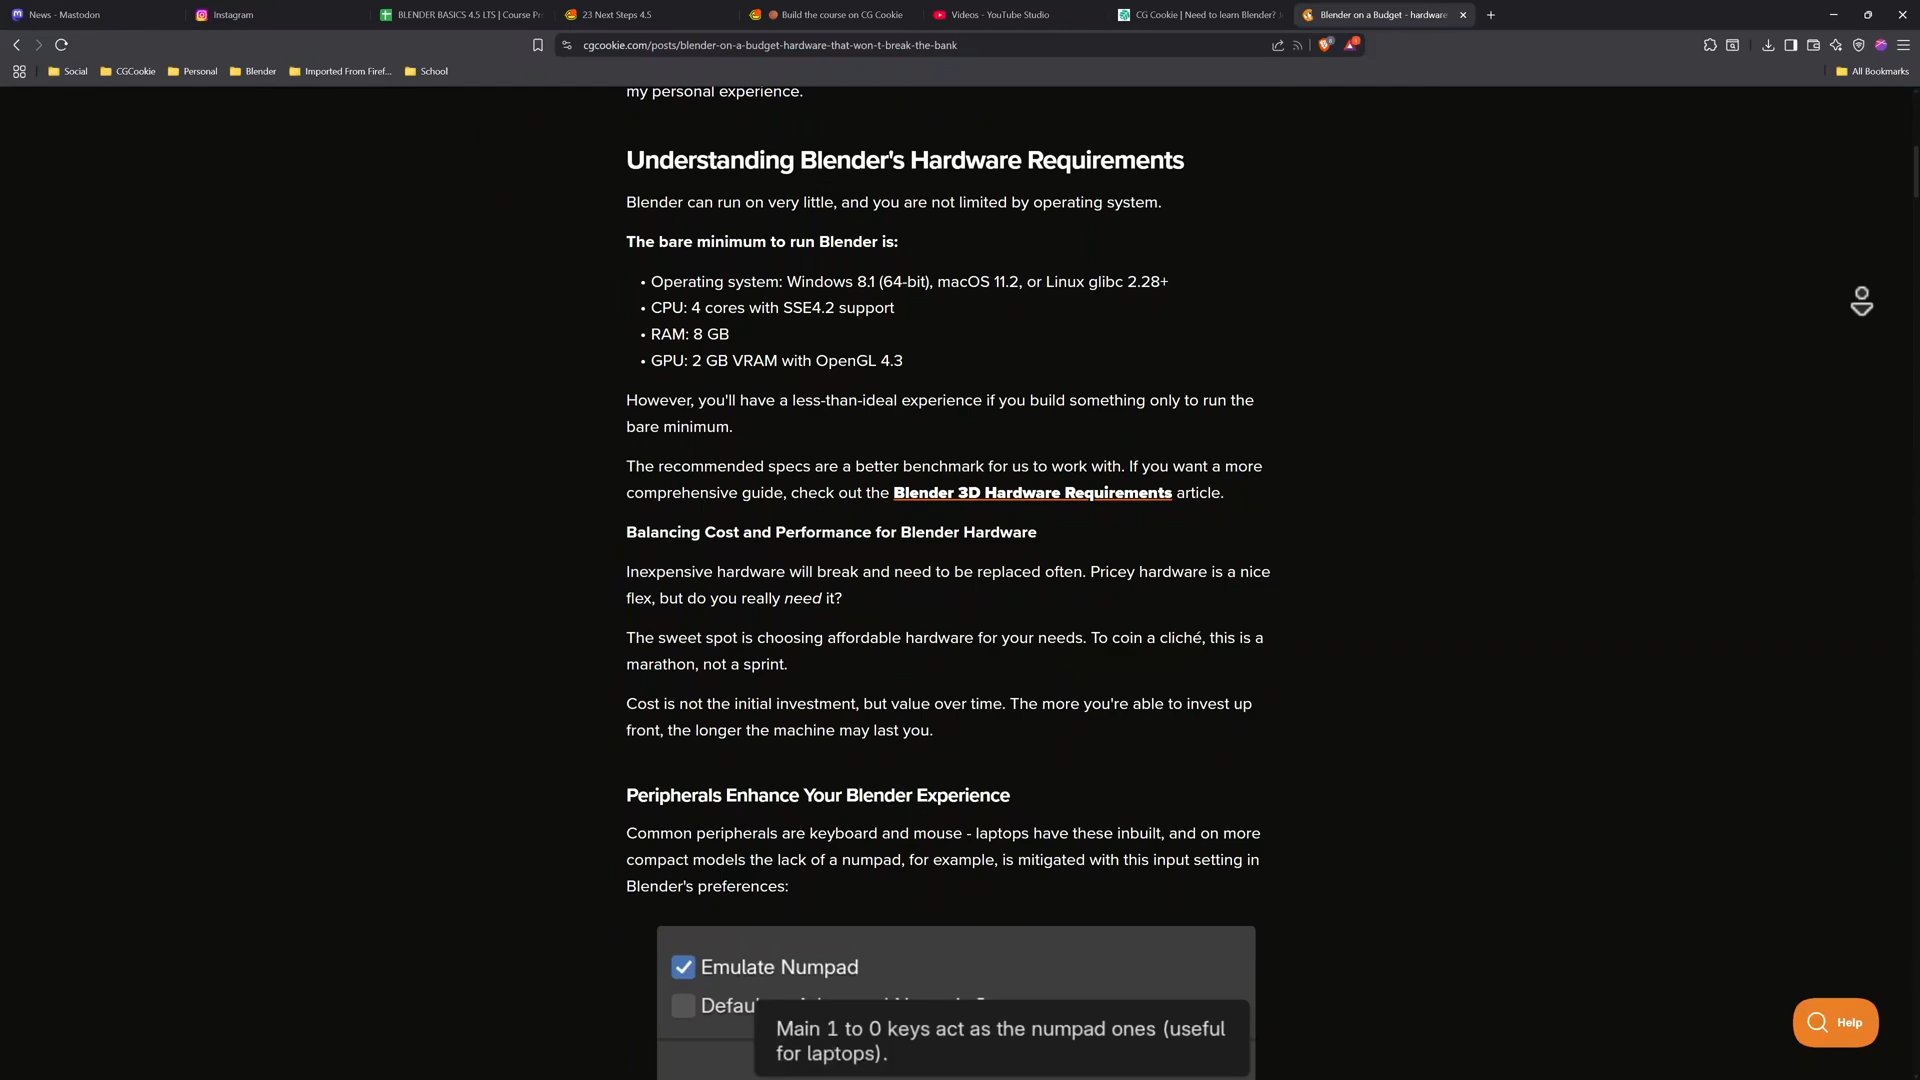 News - Mastodon
Instagram
BLENDER BASICS 4.5 LTS | Course Pr
23 Next Steps 4.5
Build the course on CG Cookie
Videos - YouTube Studio
CG Cookie | Need to learn Blender?
Blender on a Budget - hardware
cgcookie.com/posts/blender-on-a-budget-hardware-that-won-t-break-the-bank
Social
CGCookie
Personal
Blender
Imported From Firef...
School
All Bookmarks
my personal experience.
Understanding Blender's Hardware Requirements
Blender can run on very little, and you are not limited by operating system.
The bare minimum to run Blender is:
• Operating system: Windows 8.1 (64-bit), macOS 11.2, or Linux glibc 2.28+
• CPU: 4 cores with SSE4.2 support
• RAM: 8 GB
• GPU: 2 GB VRAM with OpenGL 4.3
However, you'll have a less-than-ideal experience if you build something only to run the
bare minimum.
The recommended specs are a better benchmark for us to work with. If you want a more
comprehensive guide, check out the Blender 3D Hardware Requirements article.
Balancing Cost and Performance for Blender Hardware
Inexpensive hardware will break and need to be replaced often. Pricey hardware is a nice
flex, but do you really need it?
The sweet spot is choosing affordable hardware for your needs. To coin a cliché, this is a
marathon, not a sprint.
Cost is not the initial investment, but value over time. The more you're able to invest up
front, the longer the machine may last you.
Peripherals Enhance Your Blender Experience
Common peripherals are keyboard and mouse - laptops have these inbuilt, and on more
compact models the lack of a numpad, for example, is mitigated with this input setting in
Blender's preferences:
Emulate Numpad
Defau
Main 1 to 0 keys act as the numpad ones (useful
for laptops).
Help